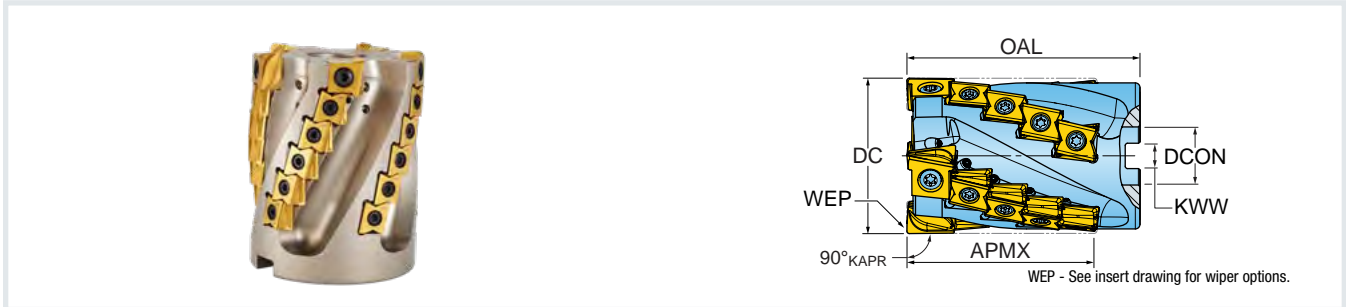 OAL
DC
DCON
WEP
KWW
90°KAPR
APMX
WEP - See insert drawing for wiper options.